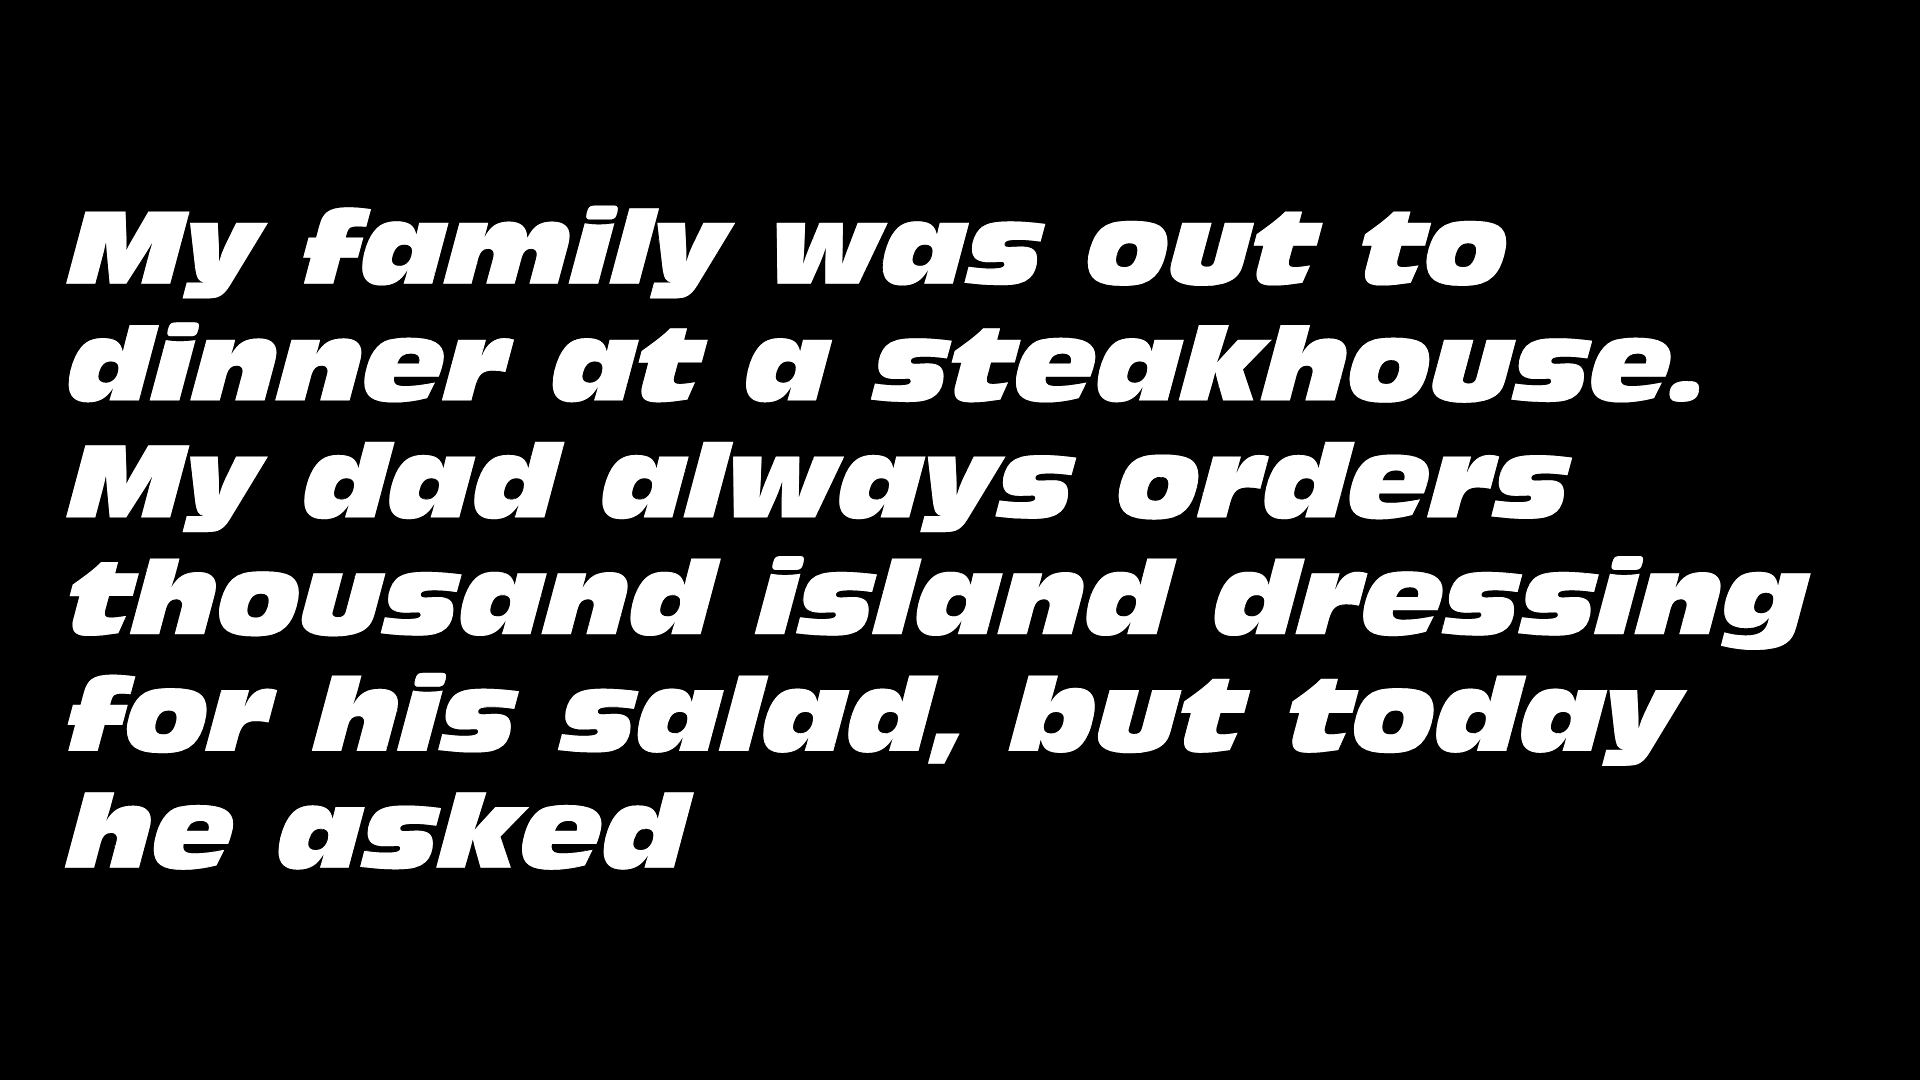 My family was out to
dinner at a steakhouse.
My dad always orders
thousand island dressing
for his salad, but today
he asked